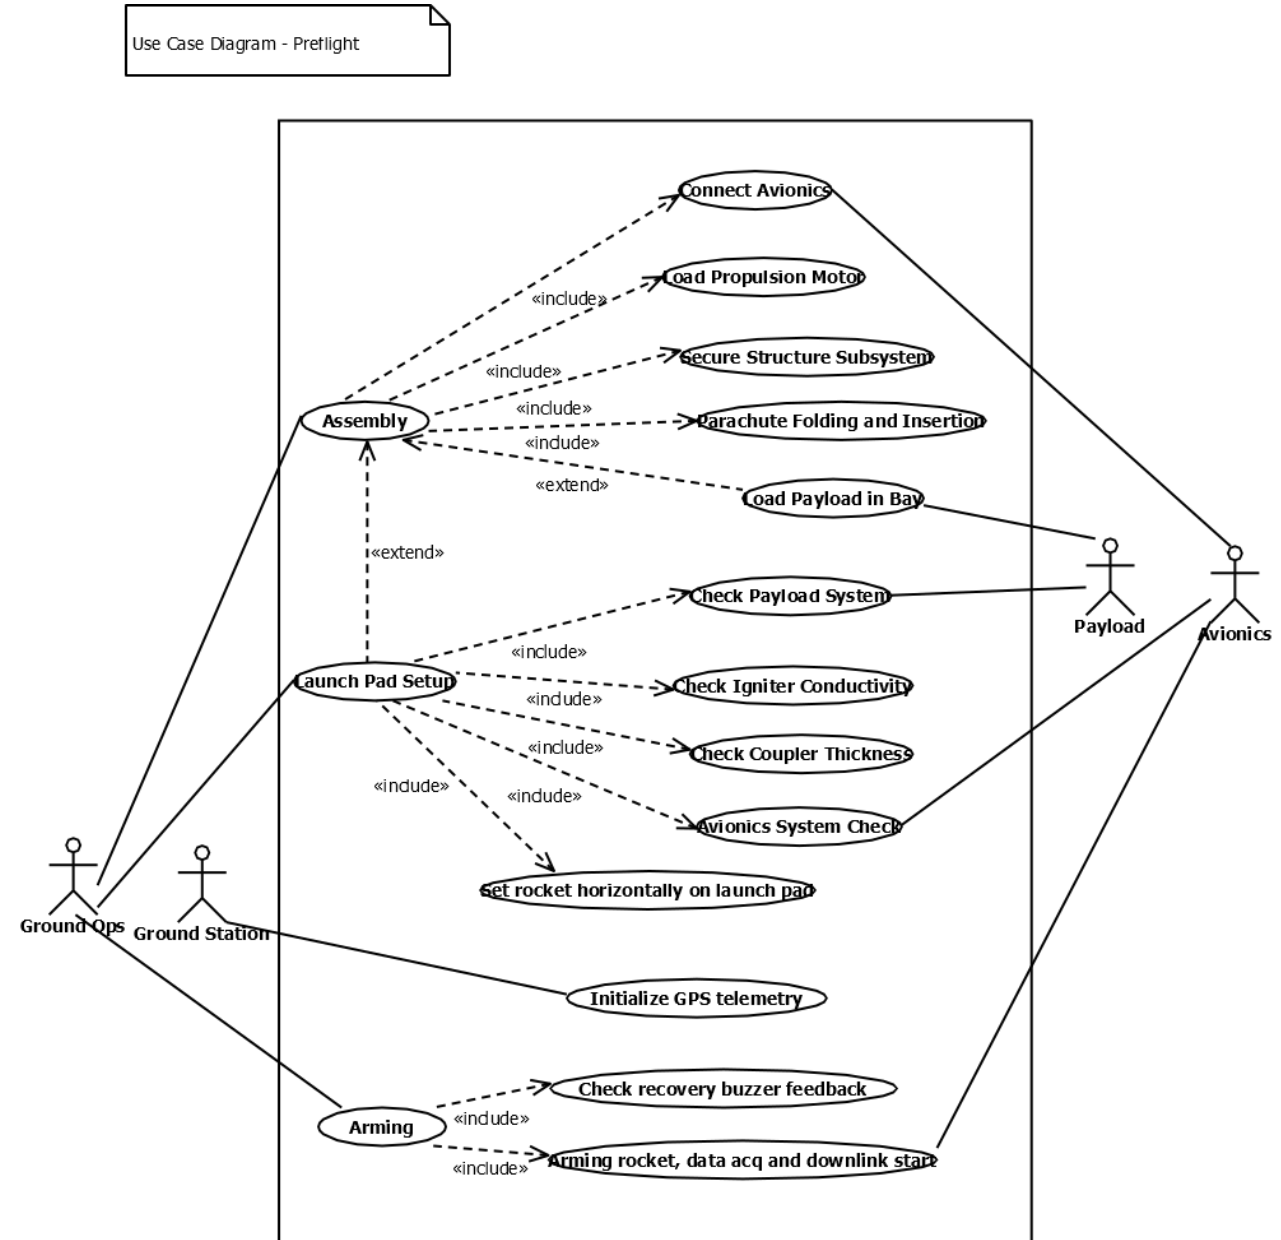 Use Case Diagram - Preflight
Connect Avionics
Load Propulsion Motor
«include»
Secure Structure Subsystem
«include»
«include»
Assembly
Parachute Folding and Insertion
«include»
«extend»
Load Payload in Bay
«extend»
Check Payload System
Payload
Avionics
«include»
Launch Pad Setup
Check Igniter Conductivity
«include»
«include»
Check Coupler Thickness
«include»
«include»
Avionics System Check
Set rocket horizontally on launch pad
Ground Ops
Ground Station
Initialize GPS telemetry
Check recovery buzzer feedback
«include»
Arming
Arming rocket, data acq and downlink start
«include»